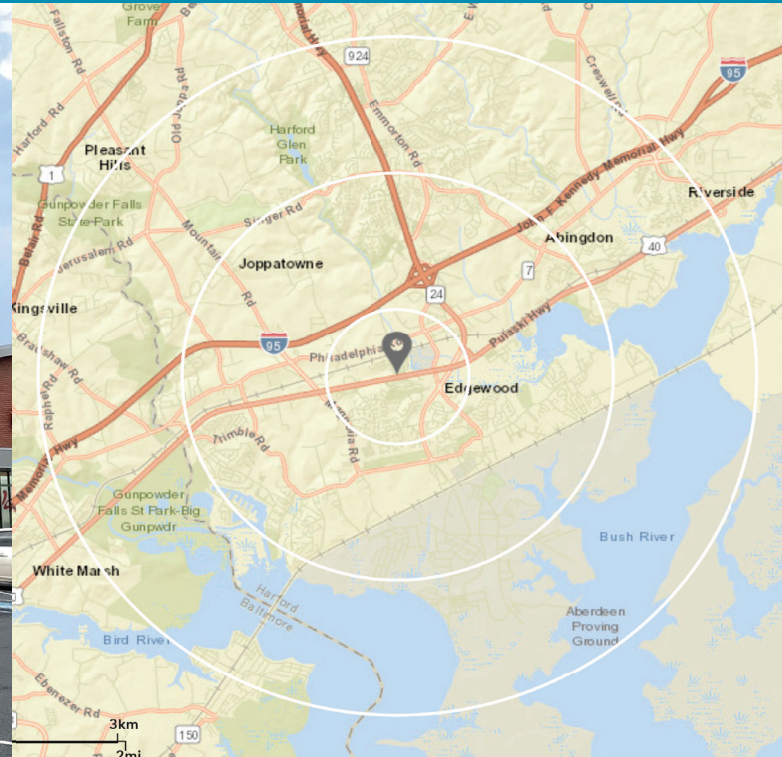 Grove
Farm
Fallston Rd
Old Joppa Rd
924
Creswell Rd
95
Harford Rd
Emmorton Rd
Harford
Glen
Park
Pleasant
Hills
1
John F Kennedy Memorial Hwy
Riverside
Gunpowder Falls
State Park
Singer Rd
Belair Rd
Jerusalem Rd
Mountain
Rd
Abingdon
40
Joppatowne
7
24
Kingsville
Pulaski Hwy
95
Philadelphia Rd
Bradshaw Rd
Raphel Rd
Edgewood
Magnolia Rd
Trimble Rd
Memorial Hwy
Gunpowder
Falls St Park-Big
Gunpwdr
Bush River
White Marsh
Harford
Baltimore
Aberdeen
Proving
Ground
Bird River
Ebenezer Rd
3km
150
2mi